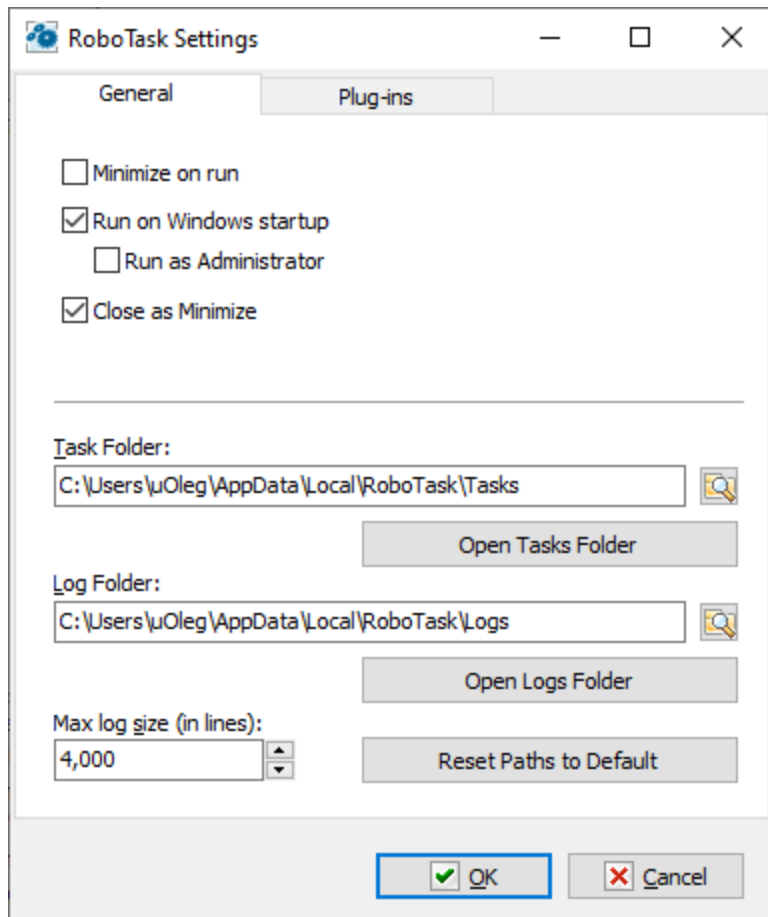 RoboTask Settings
General
Plug-ins
Minimize on run
Run on Windows startup
Run as Administrator
Close as Minimize
Task Folder:
C:\Users\µOleg\AppData\Local\RoboTask\Tasks
Open Tasks Folder
Log Folder:
C:\Users\µOleg\AppData\Local\RoboTask\Logs
Open Logs Folder
Max log size (in lines):
4,000
Reset Paths to Default
OK
Cancel